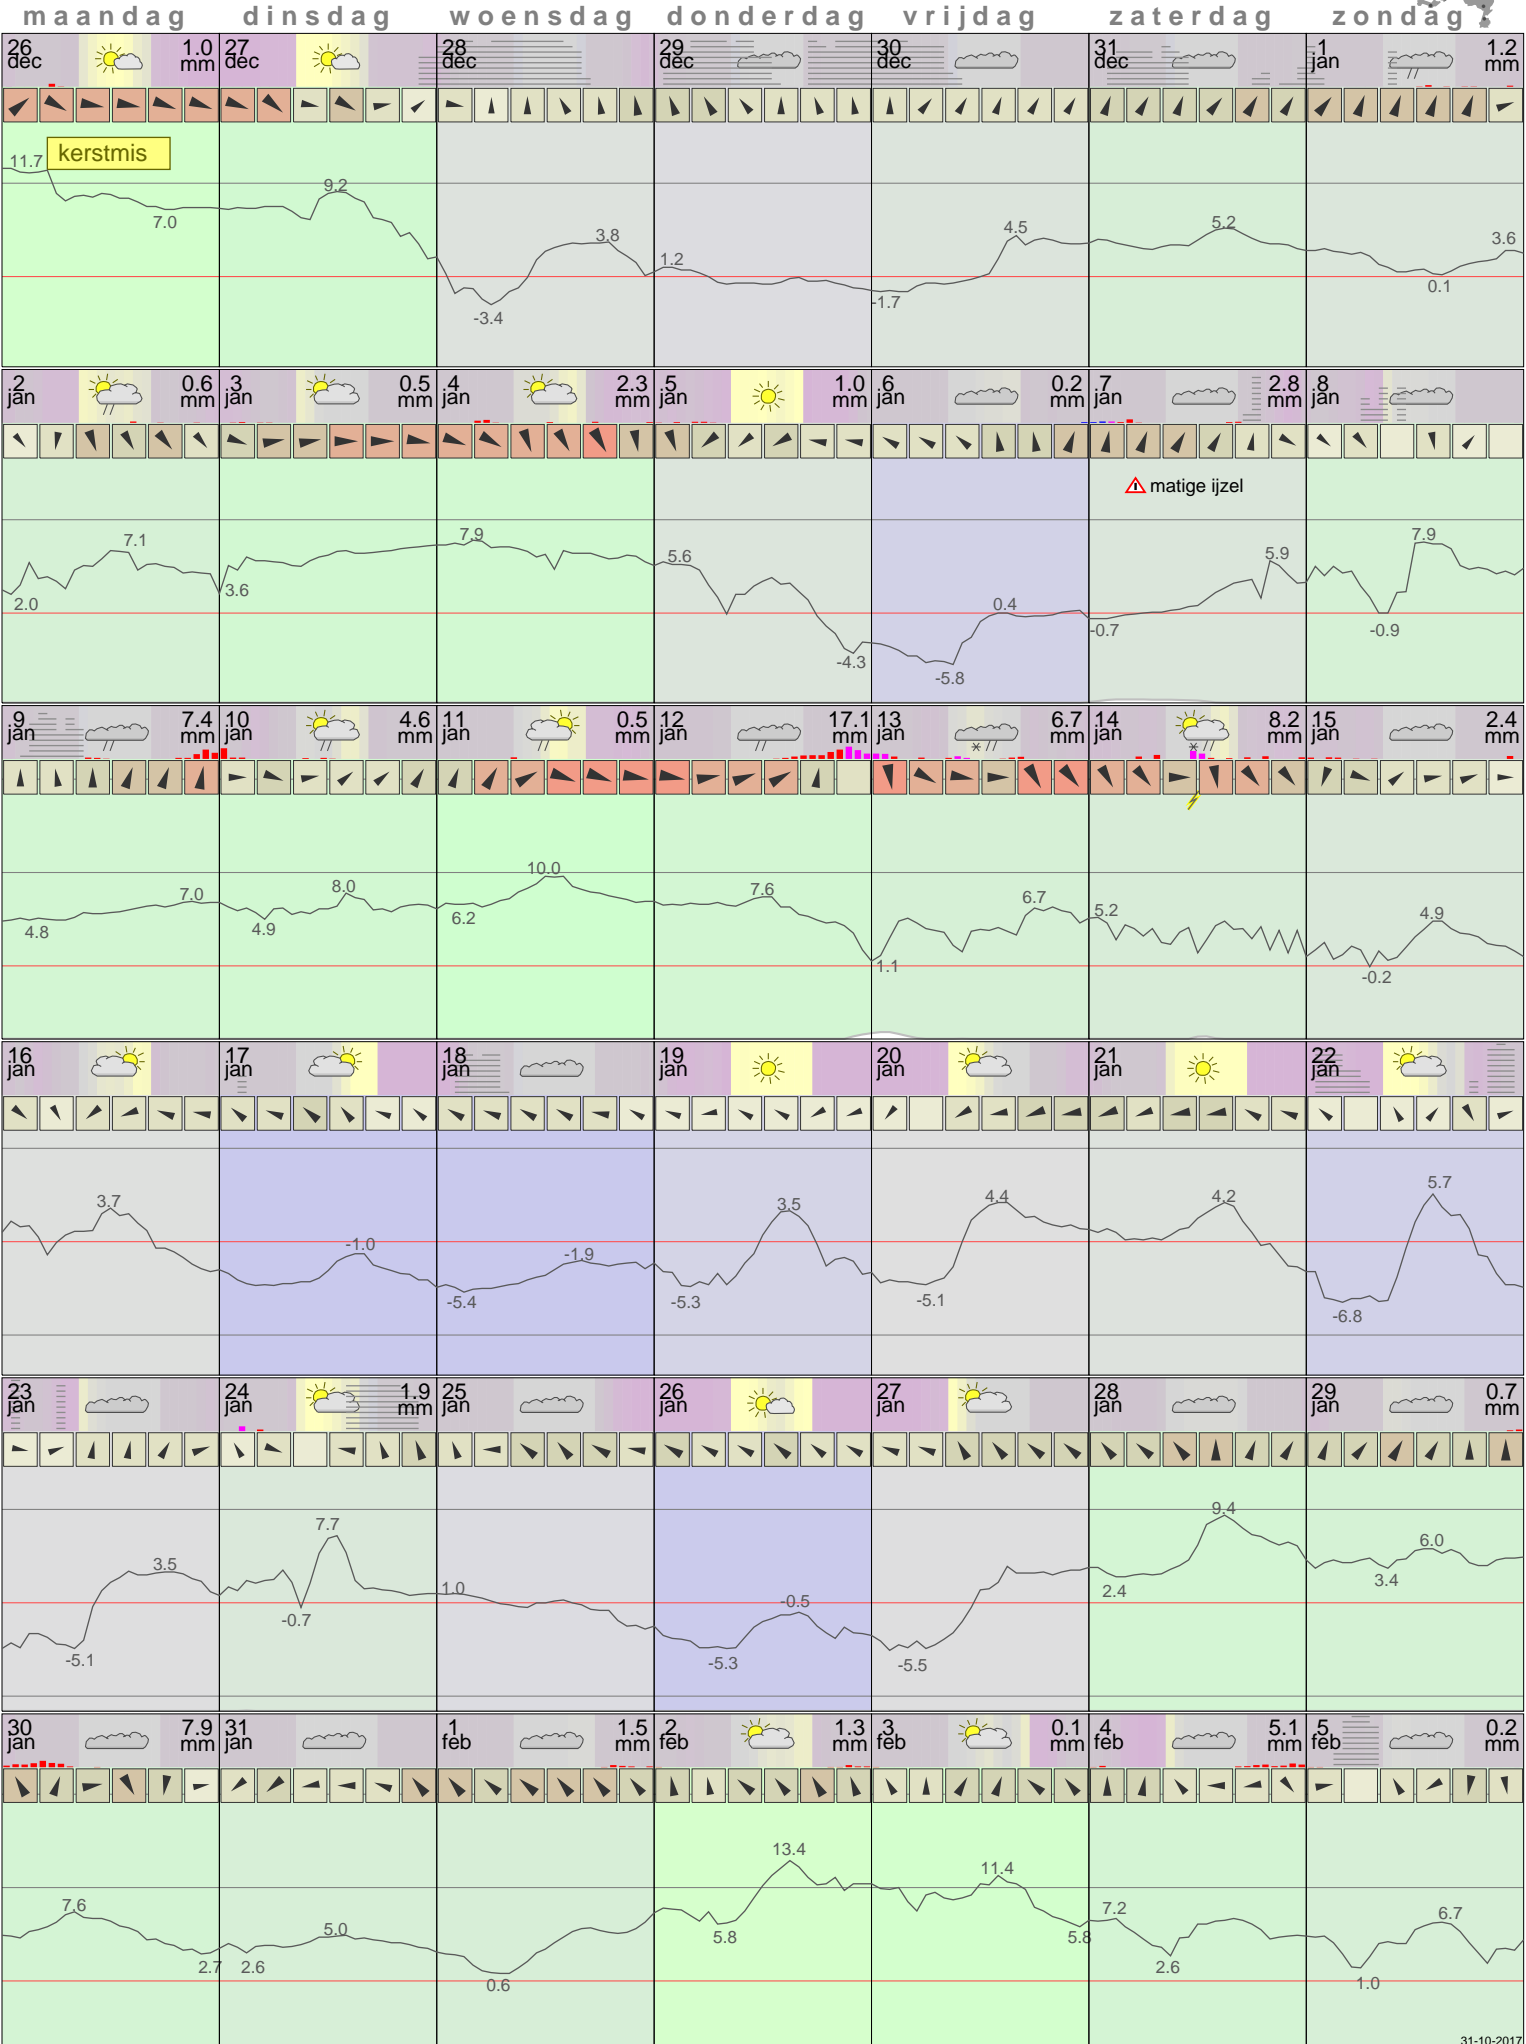 maandag dinsdag woensdag donderdag vrijdag zaterdag zondag
26 dec 1.0 mm 27 dec 28 dec 29 dec 30 dec 31 dec 1 jan 1.2 mm
kerstmis
11.7 7.0 9.2 -3.4 3.8 1.2 -1.7 4.5 5.2 0.1 3.6
2 jan 0.6 mm 3 jan 0.5 mm 4 jan 2.3 mm 5 jan 1.0 mm 6 jan 0.2 mm 7 jan 2.8 mm 8 jan
matige ijzel
2.0 7.1 3.6 7.9 5.6 -4.3 -5.8 0.4 -0.7 5.9 -0.9 7.9
9 jan 7.4 mm 10 jan 4.6 mm 11 jan 0.5 mm 12 jan 17.1 mm 13 jan 6.7 mm 14 jan 8.2 mm 15 jan 2.4 mm
4.8 7.0 4.9 8.0 6.2 10.0 7.6 1.1 6.7 5.2 -0.2 4.9
16 jan 17 jan 18 jan 19 jan 20 jan 21 jan 22 jan
3.7 -1.0 -5.4 -1.9 -5.3 3.5 -5.1 4.4 4.2 -6.8 5.7
23 jan 24 jan 1.9 mm 25 jan 26 jan 27 jan 28 jan 29 jan 0.7 mm
-5.1 3.5 -0.7 7.7 1.0 -5.3 -0.5 -5.5 2.4 9.4 3.4 6.0
30 jan 7.9 mm 31 jan 1 feb 1.5 mm 2 feb 1.3 mm 3 feb 0.1 mm 4 feb 5.1 mm 5 feb 0.2 mm
7.6 2.7 2.6 5.0 0.6 5.8 13.4 11.4 5.8 7.2 2.6 1.0 6.7
31-10-2017